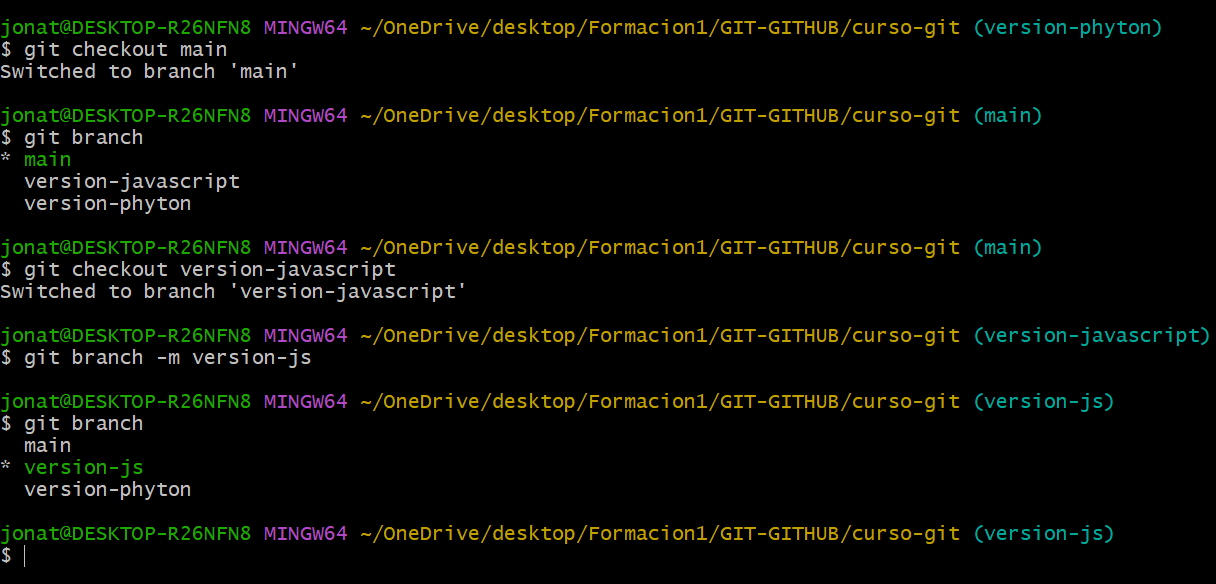 jonat@DESKTOP-R26NFN8 MINGW64 ~/OneDrive/desktop/Formacion1/GIT-GITHUB/curso-git (version-phyton)
$ git checkout main
Switched to branch 'main'
jonat@DESKTOP-R26NFN8 MINGW64 ~/OneDrive/desktop/Formacion1/GIT-GITHUB/curso-git (main)
$ git branch
* main
  version-javascript
  version-phyton
jonat@DESKTOP-R26NFN8 MINGW64 ~/OneDrive/desktop/Formacion1/GIT-GITHUB/curso-git (main)
$ git checkout version-javascript
Switched to branch 'version-javascript'
jonat@DESKTOP-R26NFN8 MINGW64 ~/OneDrive/desktop/Formacion1/GIT-GITHUB/curso-git (version-javascript)
$ git branch -m version-js
jonat@DESKTOP-R26NFN8 MINGW64 ~/OneDrive/desktop/Formacion1/GIT-GITHUB/curso-git (version-js)
$ git branch
  main
* version-js
  version-phyton
jonat@DESKTOP-R26NFN8 MINGW64 ~/OneDrive/desktop/Formacion1/GIT-GITHUB/curso-git (version-js)
$